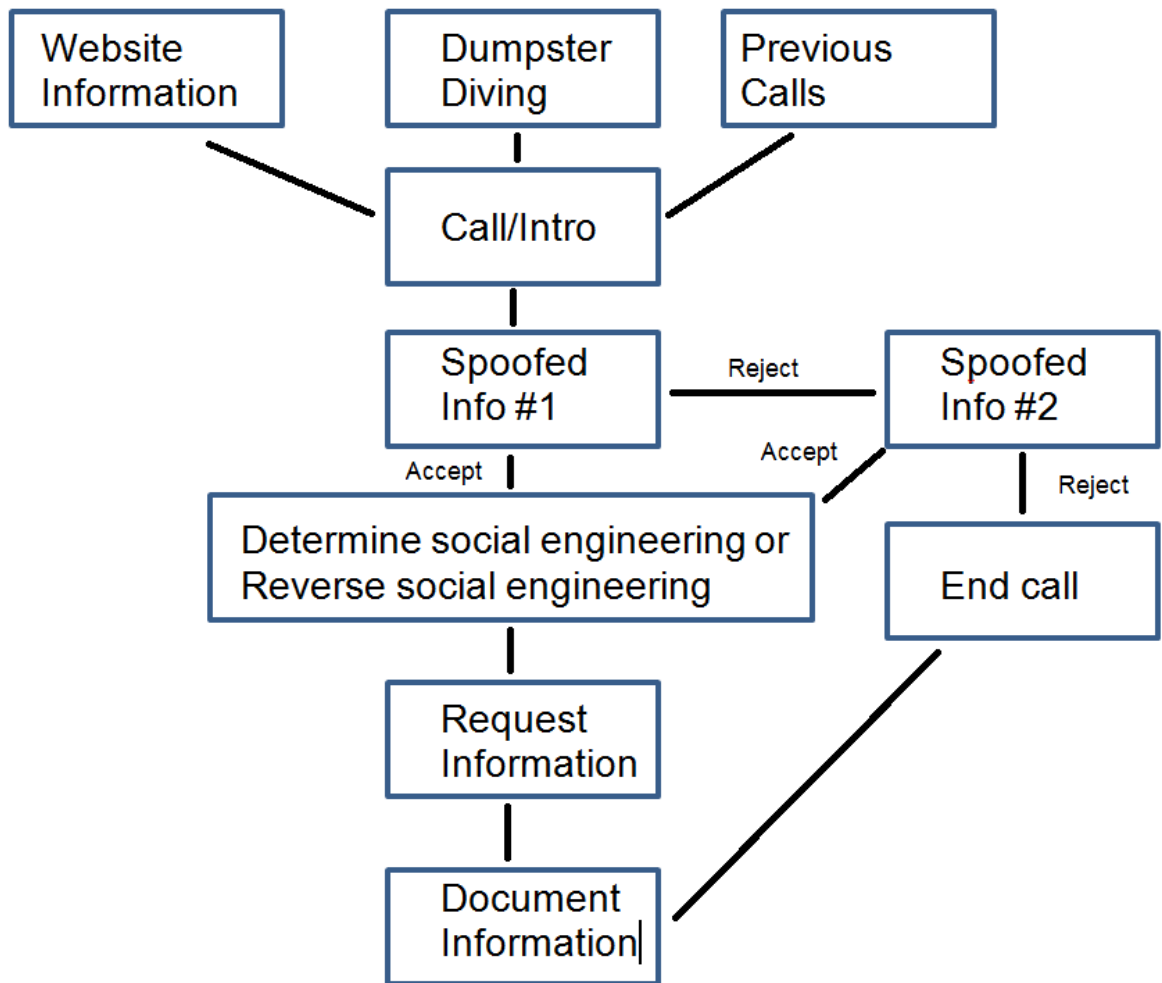 Website
Information
Dumpster
Diving
Previous
Calls
Call/Intro
Spoofed
Info #1
Reject
Spoofed
Info #2
Accept
Accept
Reject
Determine social engineering or
Reverse social engineering
End call
Request
Information
Document
Information